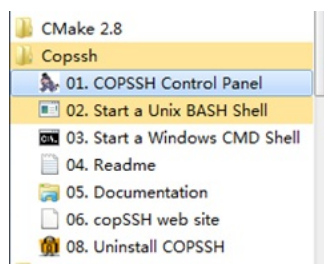 CMake 2.8
Copssh
01. COPSSH Control Panel
02. Start a Unix BASH Shell
03. Start a Windows CMD Shell
04. Readme
05. Documentation
06. copSSH web site
08. Uninstall COPSSH